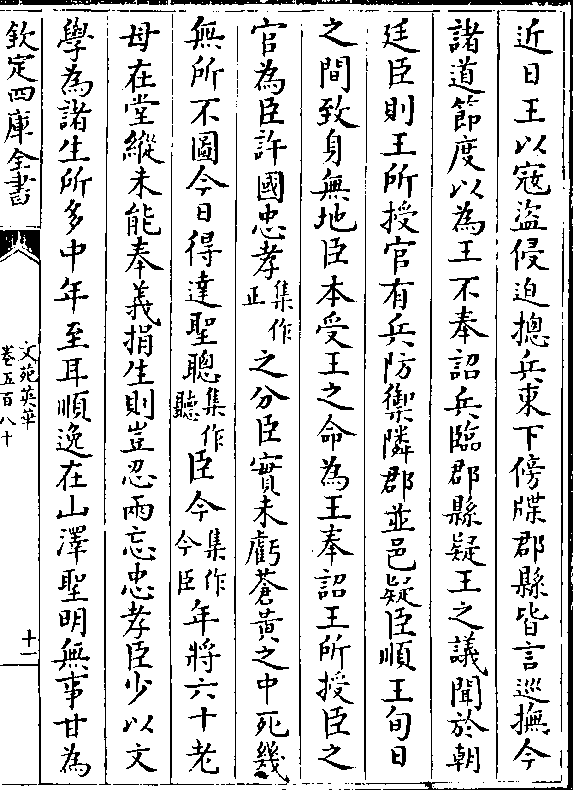 近日王以寇盜侵迫揔兵東下傍牒郡縣皆言巡撫今
諸道節度以為王不奉詔兵臨郡縣疑王之議聞於朝
廷臣則王所授官有兵防禦隣郡並邑疑臣順王旬日
之間致身無地臣本受王之命為王奉詔王所授臣之
官為臣許國忠孝集作正之分臣實未虧蒼黃之中死幾
無所不圖今日得達聖聰集作聽臣今集作今臣年將六十老
母在堂縱未能奉義捐生則豈忍兩忘忠孝臣少以文
學為諸生所多中年至耳順逸在山澤聖明無事甘為
欽定四庫全書
文苑英華
卷五百八十
十一